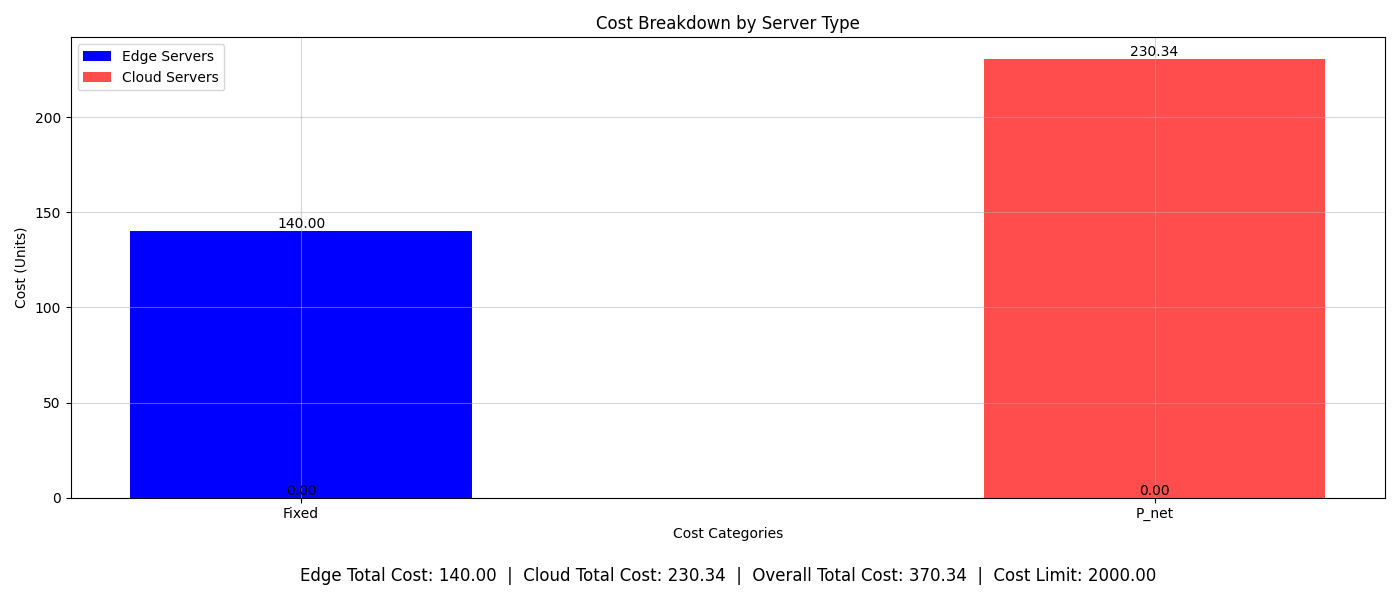 Cost Breakdown by Server Type
Edge Servers
Cloud Servers
230.34
200
150
140.00
100
50
0
0.00
0.00
Fixed
P_net
Cost (Units)
Cost Categories
Edge Total Cost: 140.00 | Cloud Total Cost: 230.34 | Overall Total Cost: 370.34 | Cost Limit: 2000.00